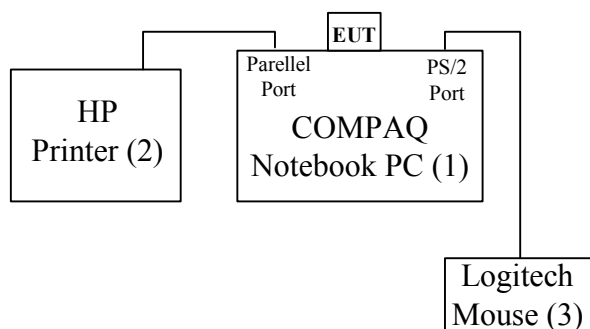 EUT
Parellel
Port
PS/2
Port
HP
Printer (2)
COMPAQ
Notebook PC (1)
Logitech
Mouse (3)